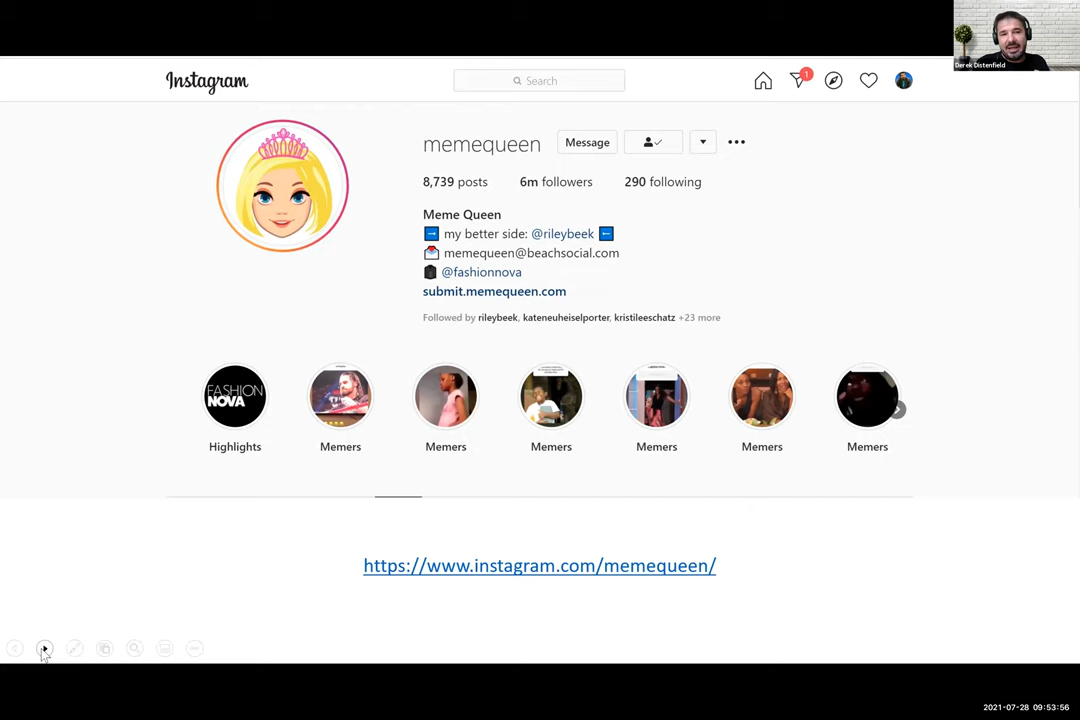 Derek Distenfield
Instagram
Search
1
memequeen Message
8,739 posts 6m followers 290 following
Meme Queen
my better side: @rileybeek
memequeen@beachsocial.com
@fashionnova
submit.memequeen.com
Followed by rileybeek, kateneuheiselporter, kristileeschatz +23 more
FASHION
NOVA
Highlights Memers Memers Memers Memers Memers Memers
https://www.instagram.com/memequeen/
2021-07-28 09:53:56